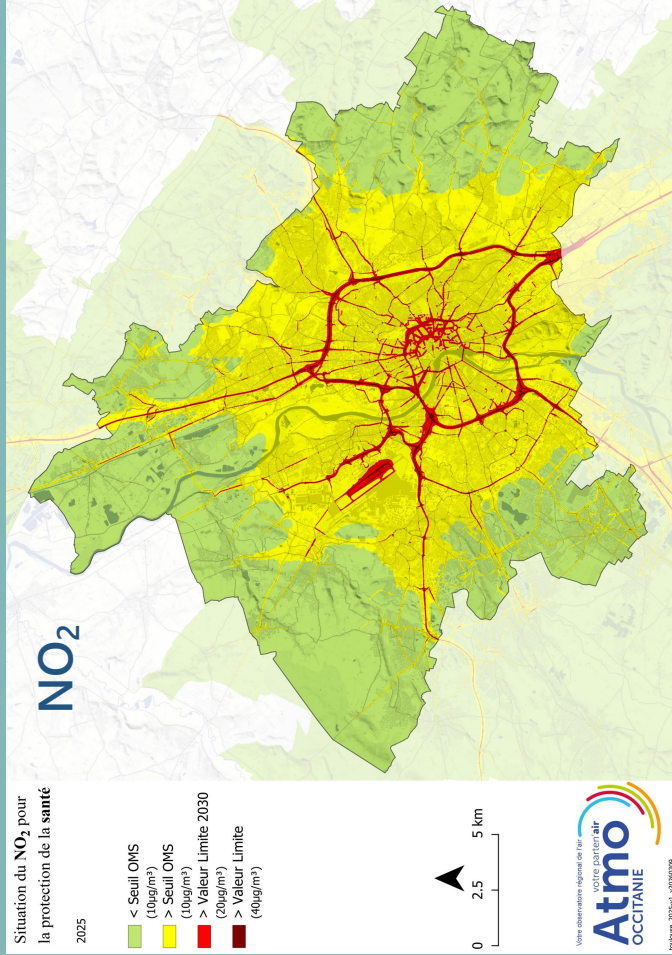 Situation du NO₂ pour
la protection de la santé
2025
NO₂
< Seuil OMS
(10µg/m³)
> Seuil OMS
(10µg/m³)
> Valeur Limite 2030
(20µg/m³)
> Valeur Limite
(40µg/m³)
0 2.5 5 km
Votre observatoire régional de l'air
votre parten'air
Atmo
OCCITANIE